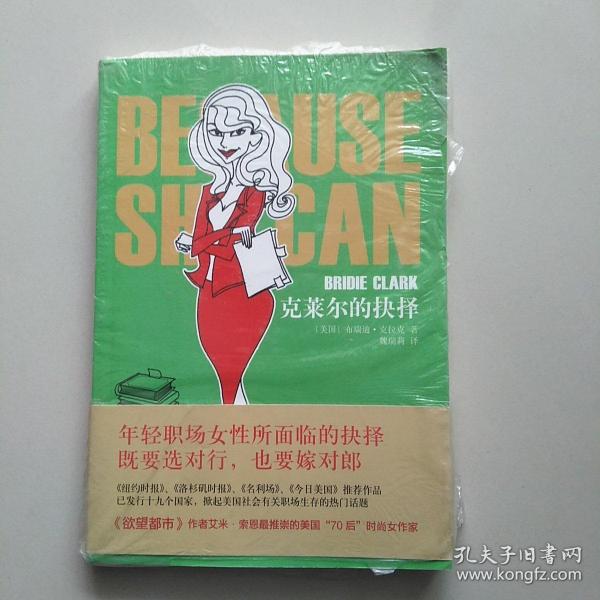 BECAUSE
SHE CAN
BRIDIE CLARK
克莱尔的抉择
［美国］布瑞迪·克拉克 著
魏瑞莉 译
年轻职场女性所面临的抉择
既要选对行，也要嫁对郎
《纽约时报》、《洛杉矶时报》、《名利场》、《今日美国》推荐作品
已发行十九个国家，掀起美国社会有关职场生存的热门话题
《欲望都市》作者艾米·索恩最推崇的美国“70后”时尚女作家
孔夫子旧书网
www.kongfz.com